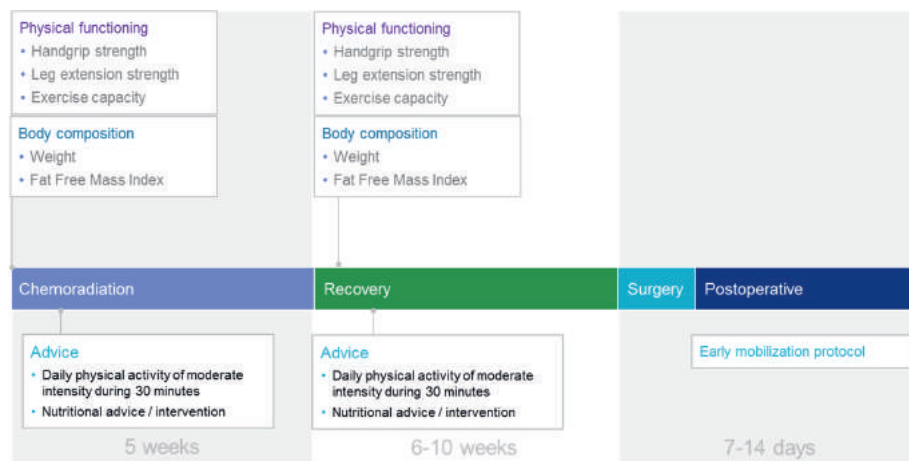 Physical functioning
• Handgrip strength
• Leg extension strength
• Exercise capacity
Body composition
• Weight
• Fat Free Mass Index
Physical functioning
• Handgrip strength
• Leg extension strength
• Exercise capacity
Body composition
• Weight
• Fat Free Mass Index
Chemoradiation
Recovery
Surgery
Postoperative
Advice
• Daily physical activity of moderate
intensity during 30 minutes
• Nutritional advice / intervention
Advice
• Daily physical activity of moderate
intensity during 30 minutes
• Nutritional advice / intervention
Early mobilization protocol
5 weeks
6-10 weeks
7-14 days